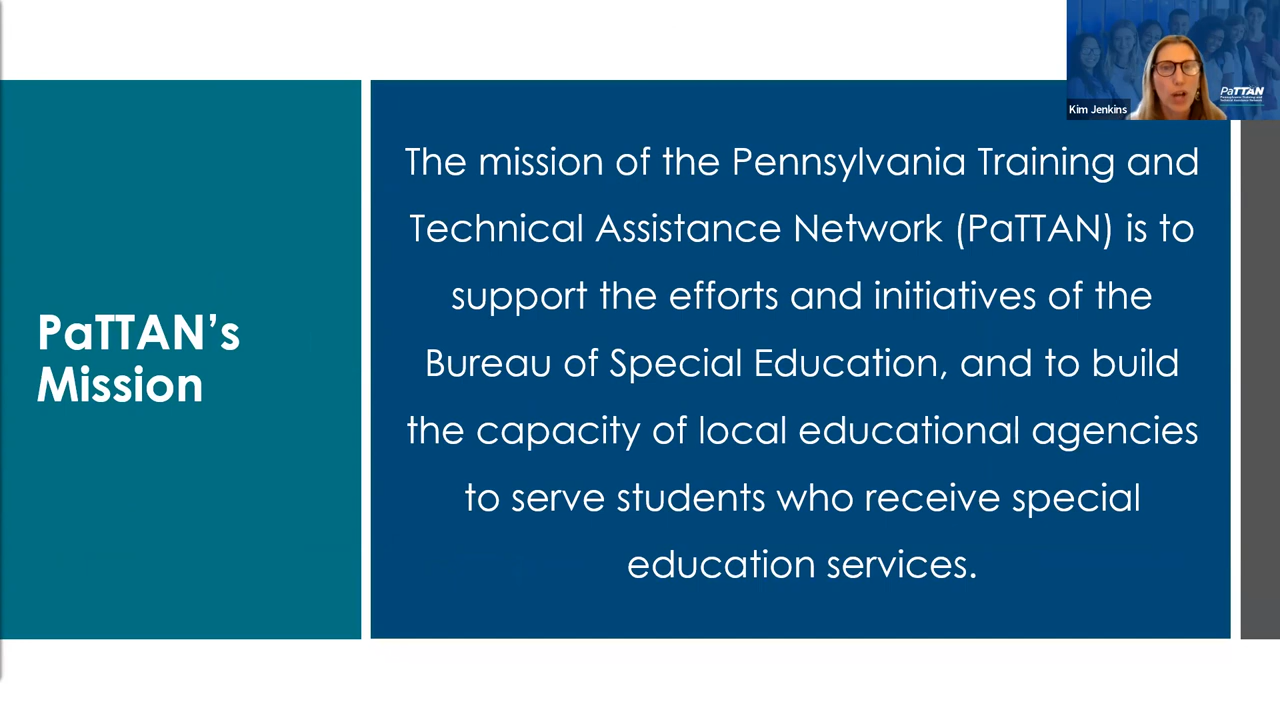 Kim Jenkins
PaTTAN
PaTTAN’s
Mission
The mission of the Pennsylvania Training and
Technical Assistance Network (PaTTAN) is to
support the efforts and initiatives of the
Bureau of Special Education, and to build
the capacity of local educational agencies
to serve students who receive special
education services.